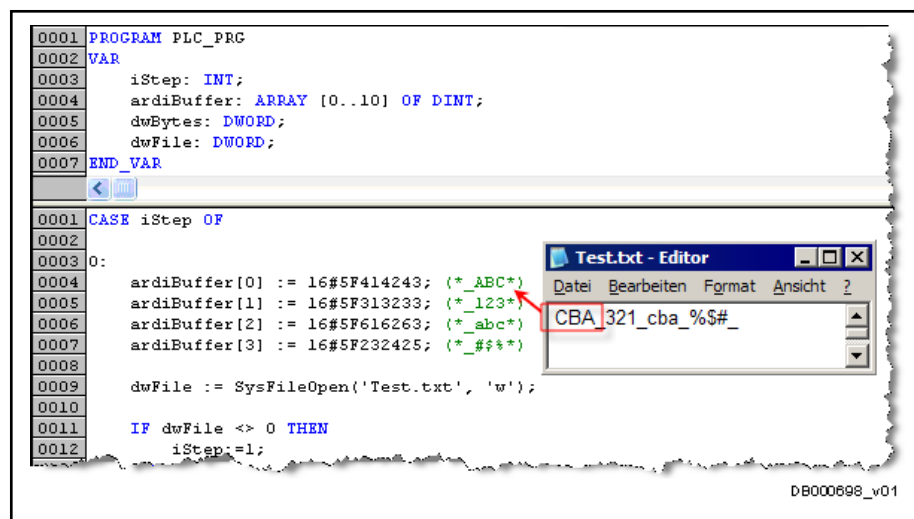 0001 PROGRAM PLC_PRG
0002 VAR
0003 iStep: INT;
0004 ardiBuffer: ARRAY [0..10] OF DINT;
0005 dwBytes: DWORD;
0006 dwFile: DWORD;
0007 END_VAR
0001 CASE iStep OF
0002
0003 0:
0004 ardiBuffer[0] := 16#5F414243; (*_ABC*)
0005 ardiBuffer[1] := 16#5F313233; (*_123*)
0006 ardiBuffer[2] := 16#5F616263; (*_abc*)
0007 ardiBuffer[3] := 16#5F232425; (*_#$%*)
0008
0009 dwFile := SysFileOpen('Test.txt', 'w');
0010
0011 IF dwFile <> 0 THEN
0012 iStep:=1;
Test.txt - Editor
Datei Bearbeiten Format Ansicht ?
CBA_321_cba_%$#_
DB000698_v01